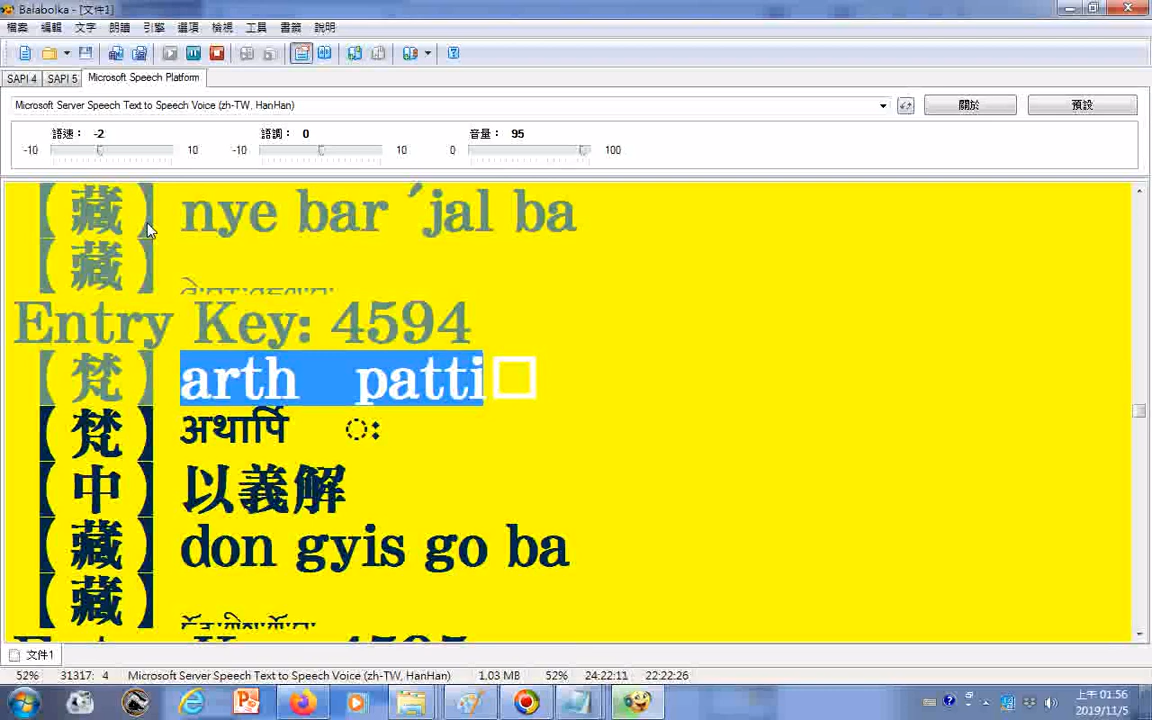 Balabolka - [文件1]
檔案 編輯 文字 朗讀 引擎 選項 檢視 工具 書籤 說明
SAPI 4 SAPI 5 Microsoft Speech Platform
Microsoft Server Speech Text to Speech Voice (zh-TW, HanHan) 關於 預設
語速： -2 語調： 0 音量： 95
-10 10 -10 10 0 100
【藏】 nye bar ´jal ba
【藏】
Entry Key: 4594
【梵】 arth patti□
【梵】 अथार्पि ः
【中】 以義解
【藏】 don gyis go ba
【藏】 དོན་གྱིས་གོ་བ་
Entry Key: 4595
文件1
52% 31317: 4 Microsoft Server Speech Text to Speech Voice (zh-TW, HanHan) 1.03 MB 52% 24:22:11 22:22:26
上午 01:56
2019/11/5